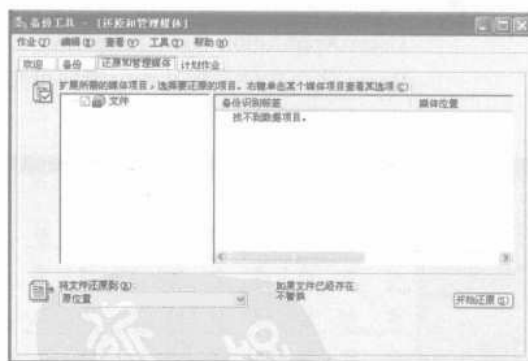 备份工具 - [还原和管理媒体]
作业(J) 编辑(E) 查看(V) 工具(T) 帮助(H)
欢迎 备份 还原和管理媒体 计划作业
扩展所需的媒体项目，选择要还原的项目。右键单击某个媒体项目查看其选项(C)
文件
备份识别标签 媒体位置
找不到数据项目。
将文件还原到(R)
原位置
如果文件已经存在:
不替换
开始还原(S)